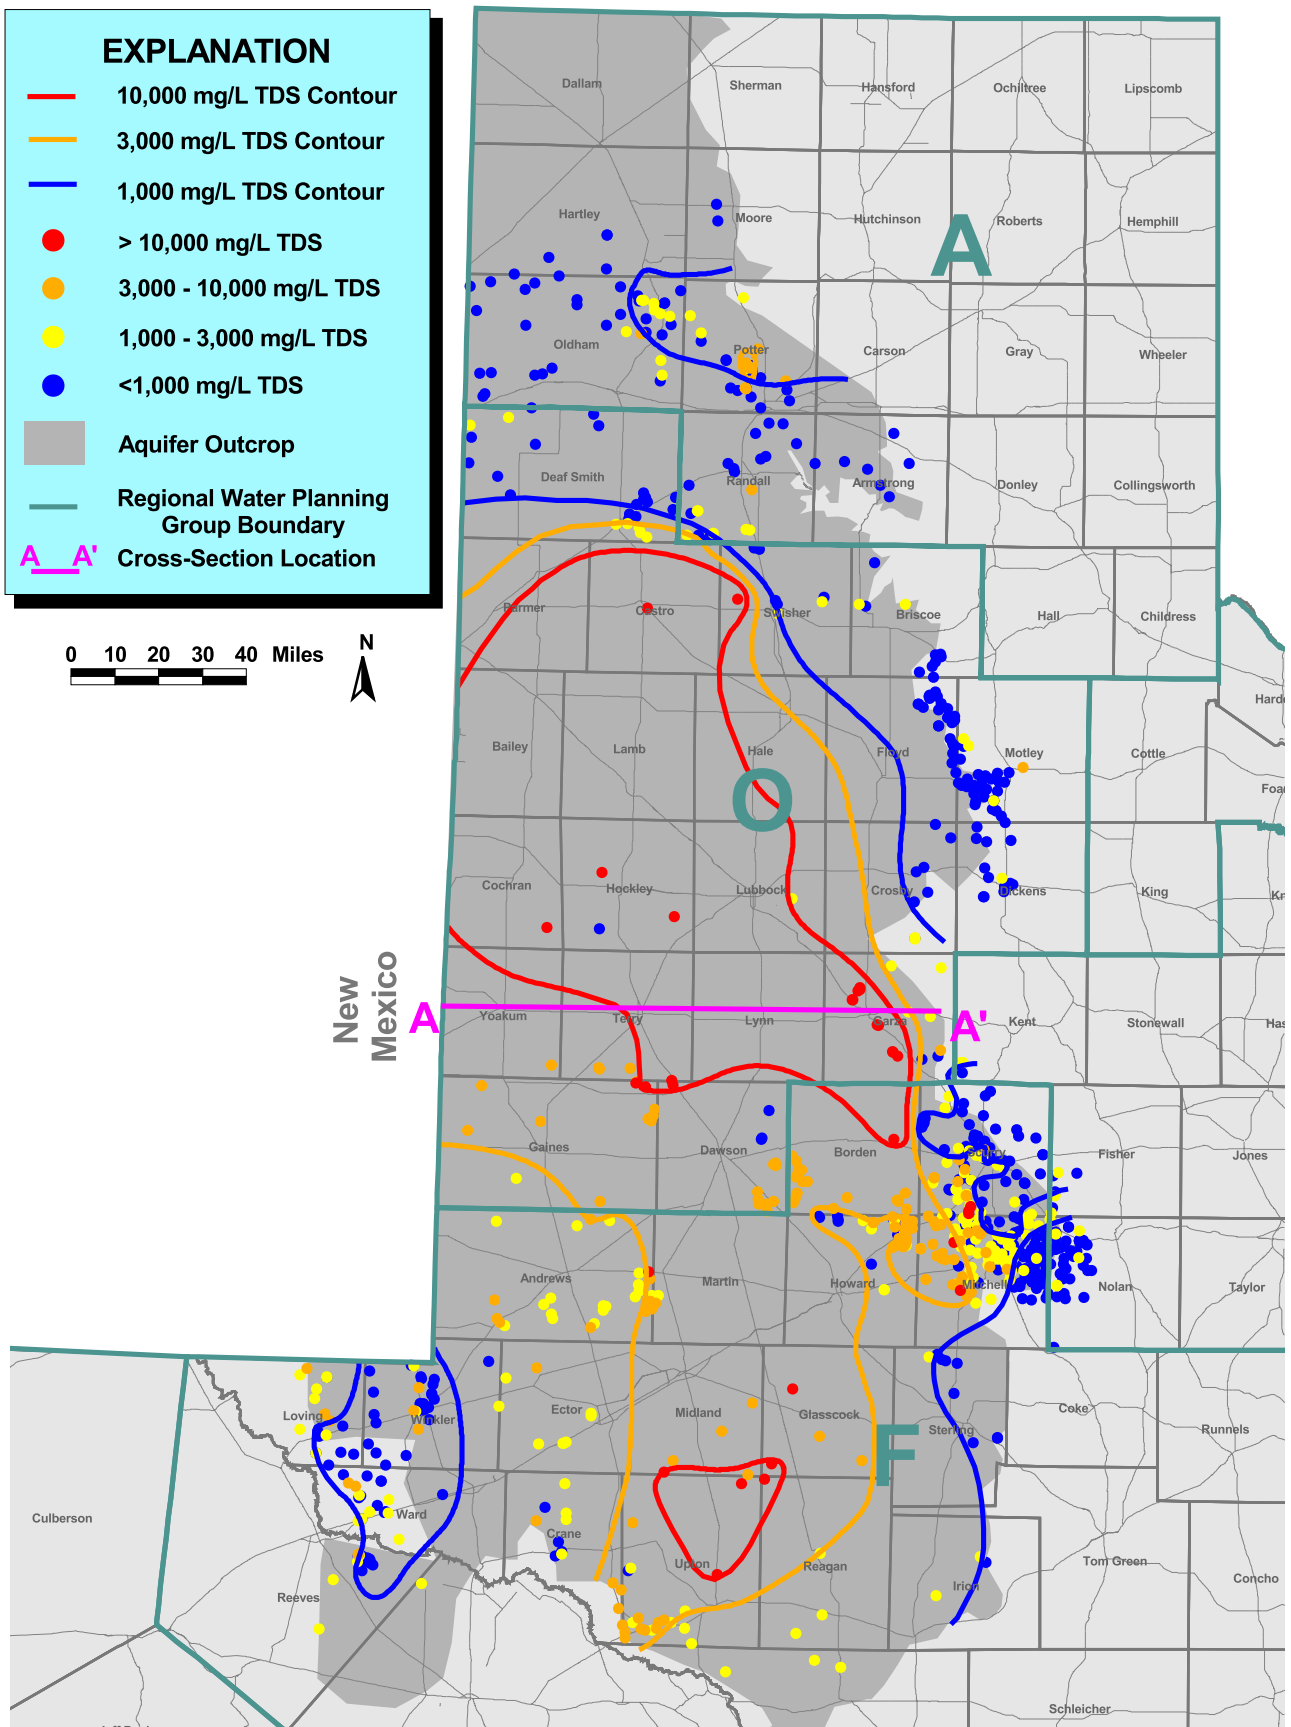 EXPLANATION
10,000 mg/L TDS Contour
3,000 mg/L TDS Contour
1,000 mg/L TDS Contour
> 10,000 mg/L TDS
3,000 - 10,000 mg/L TDS
1,000 - 3,000 mg/L TDS
<1,000 mg/L TDS
Aquifer Outcrop
Regional Water Planning
Group Boundary
A A'
Cross-Section Location
0 10 20 30 40 Miles
N
Dallam
Sherman
Hansford
Ochiltree
Lipscomb
Hartley
Moore
Hutchinson
Roberts
Hemphill
A
Oldham
Potter
Carson
Gray
Wheeler
Deaf Smith
Randall
Armstrong
Donley
Collingsworth
Parmer
Castro
Swisher
Briscoe
Hall
Childress
Bailey
Lamb
Hale
Floyd
Motley
Cottle
Hard
Foa
O
Cochran
Hockley
Lubbock
Crosby
Dickens
King
Kn
New
Mexico
A
Yoakum
Terry
Lynn
Garza
A'
Kent
Stonewall
Has
Gaines
Dawson
Borden
Scurry
Fisher
Jones
Andrews
Martin
Howard
Mitchell
Nolan
Taylor
Loving
Winkler
Ector
Midland
Glasscock
F
Sterling
Coke
Runnels
Culberson
Ward
Crane
Upton
Reagan
Irion
Tom Green
Concho
Reeves
Schleicher